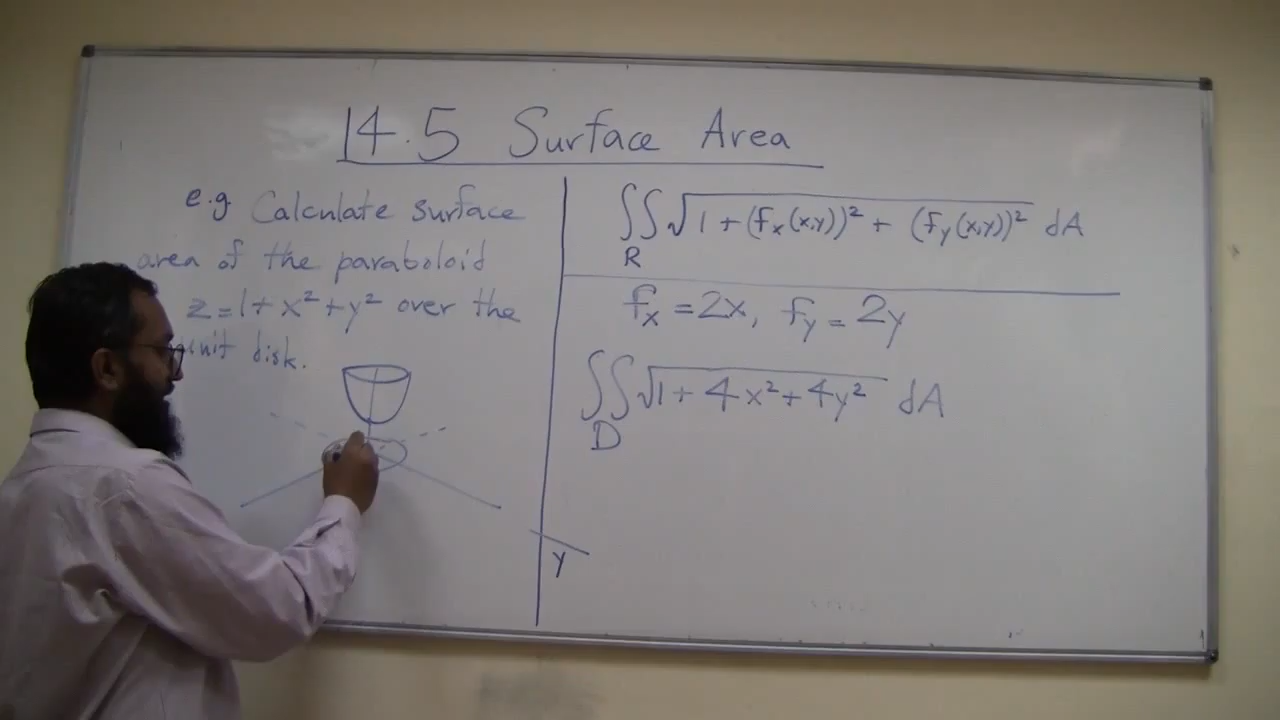 14.5 Surface Area
e.g. Calculate surface
area of the paraboloid
z = 1 + x² + y² over the
unit disk.
∬_R √(1 + (f_x(x,y))² + (f_y(x,y))²) dA
f_x = 2x, f_y = 2y
∬_D √(1 + 4x² + 4y²) dA
y